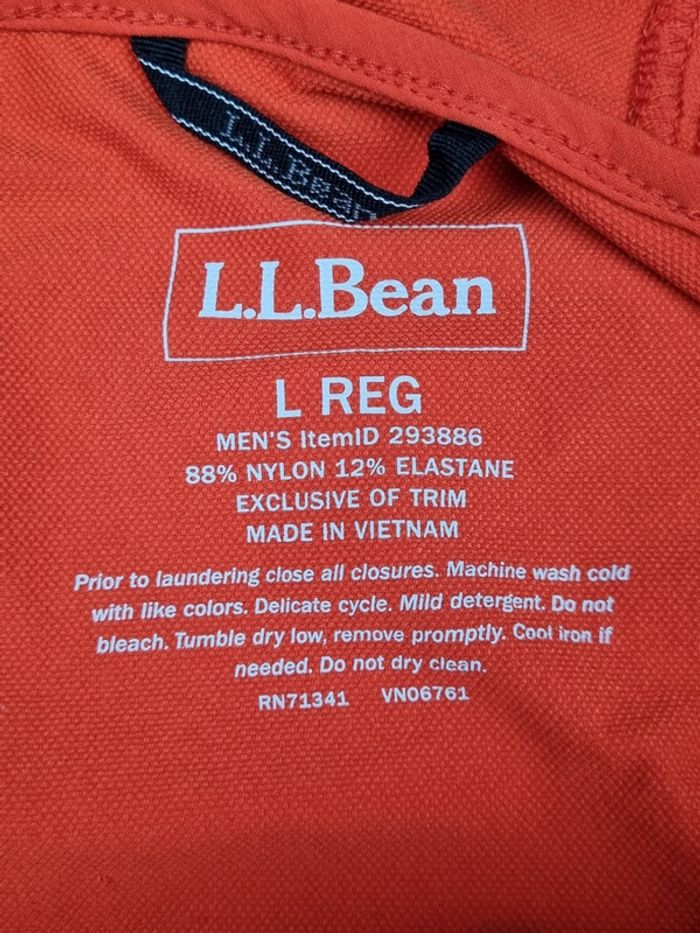 L.L.Bean
L.L.Bean
L REG
MEN'S ItemID 293886
88% NYLON 12% ELASTANE
EXCLUSIVE OF TRIM
MADE IN VIETNAM
Prior to laundering close all closures. Machine wash cold
with like colors. Delicate cycle. Mild detergent. Do not
bleach. Tumble dry low, remove promptly. Cool iron if
needed. Do not dry clean.
RN71341 VN06761